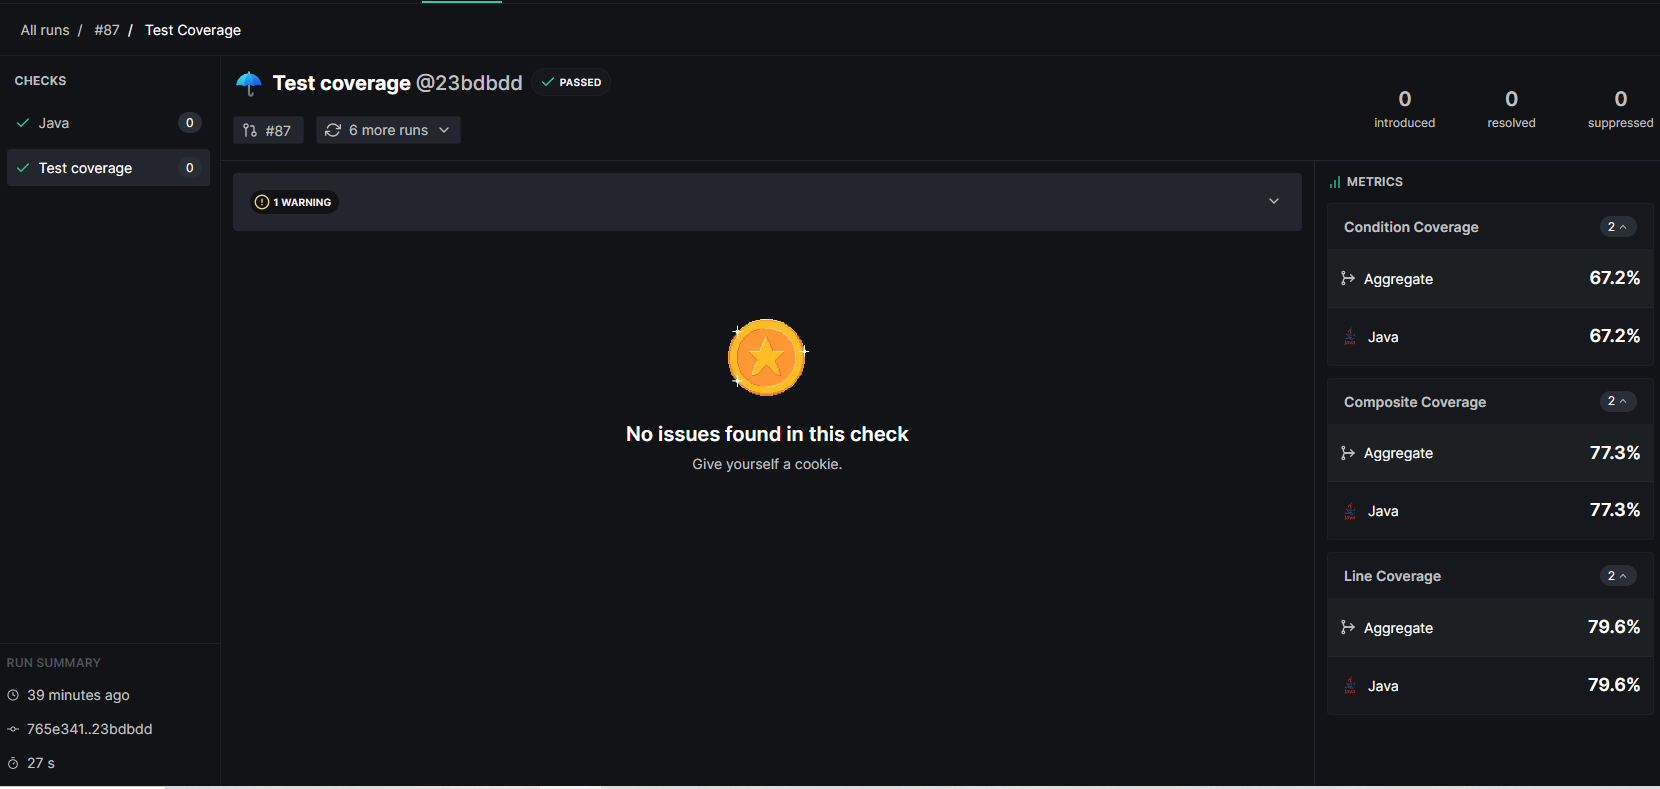 All runs / #87 / Test Coverage
CHECKS
Java 0
Test coverage 0
RUN SUMMARY
39 minutes ago
765e341..23bdbdd
27 s
Test coverage @23bdbdd PASSED
#87 6 more runs
0 introduced
0 resolved
0 suppressed
1 WARNING
No issues found in this check
Give yourself a cookie.
METRICS
Condition Coverage 2
Aggregate 67.2%
Java 67.2%
Composite Coverage 2
Aggregate 77.3%
Java 77.3%
Line Coverage 2
Aggregate 79.6%
Java 79.6%